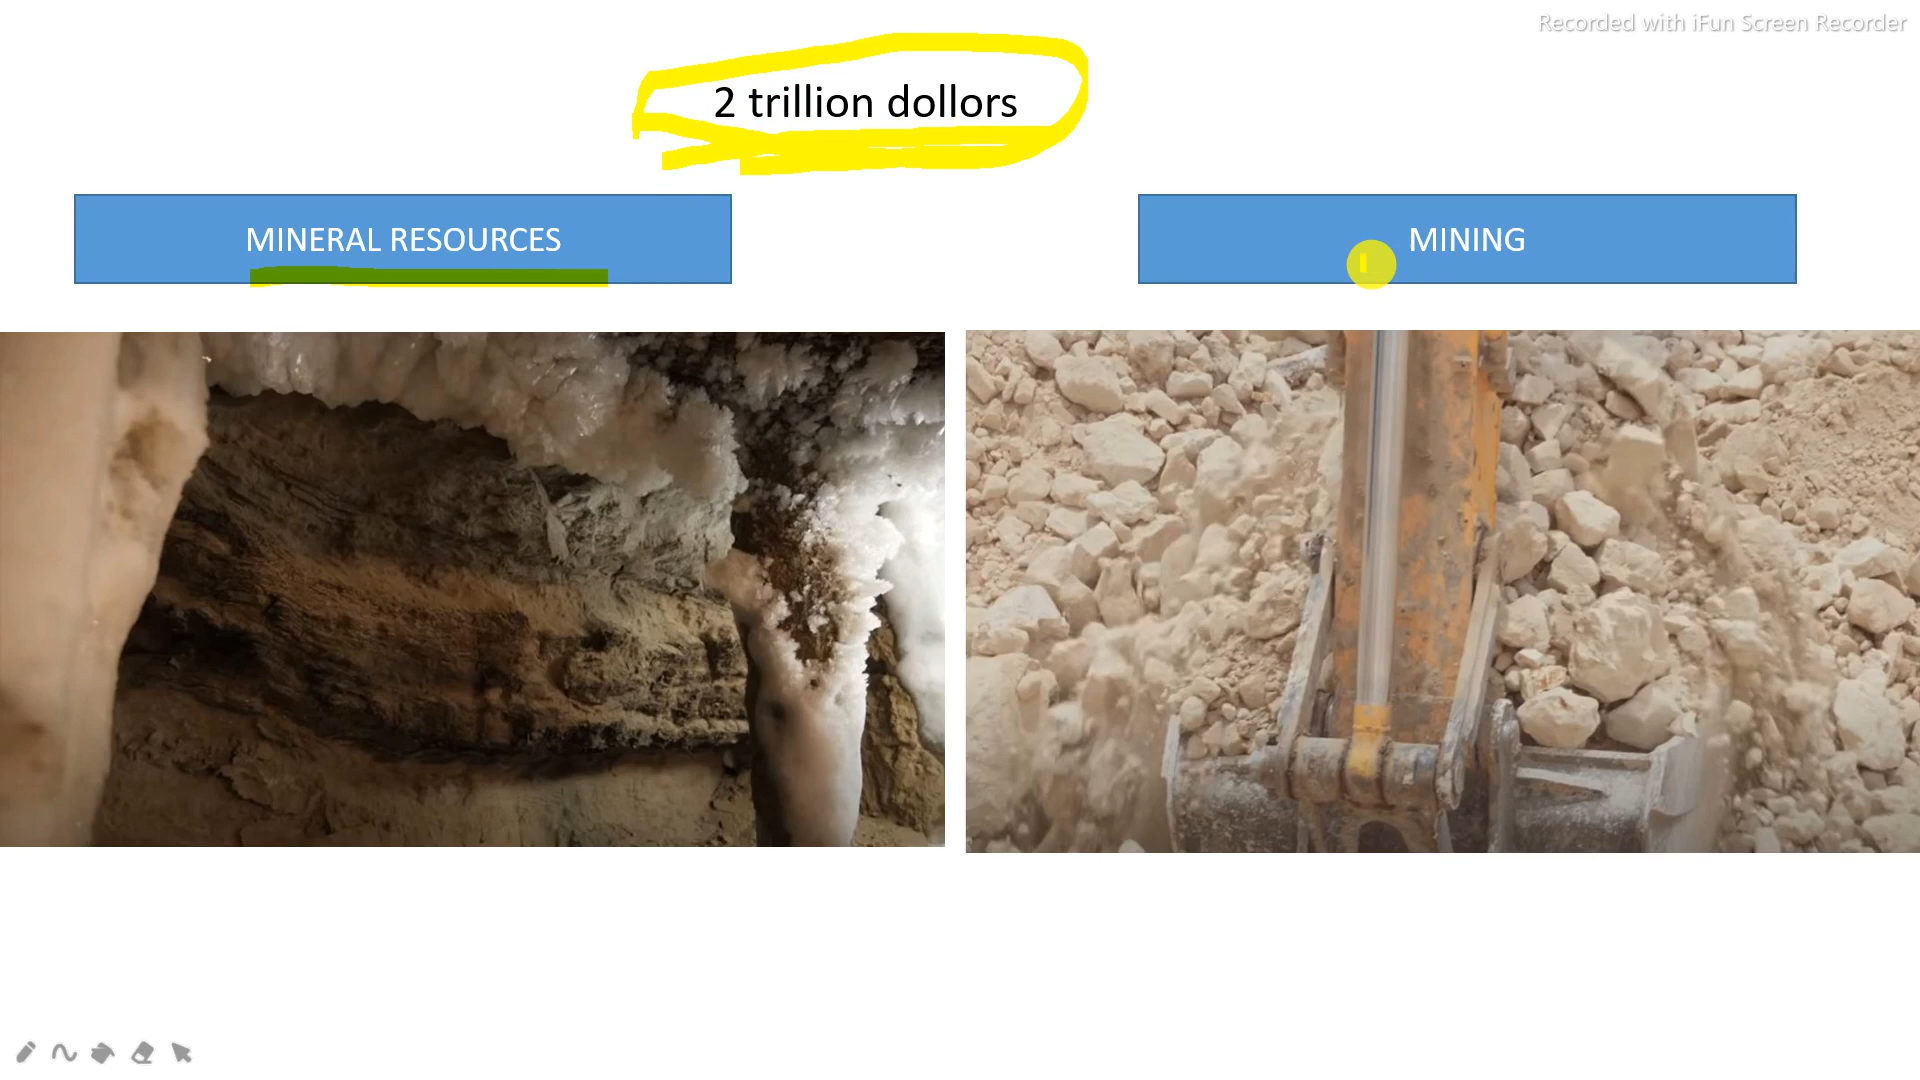 Recorded with iFun Screen Recorder
2 trillion dollors
MINERAL RESOURCES
MINING